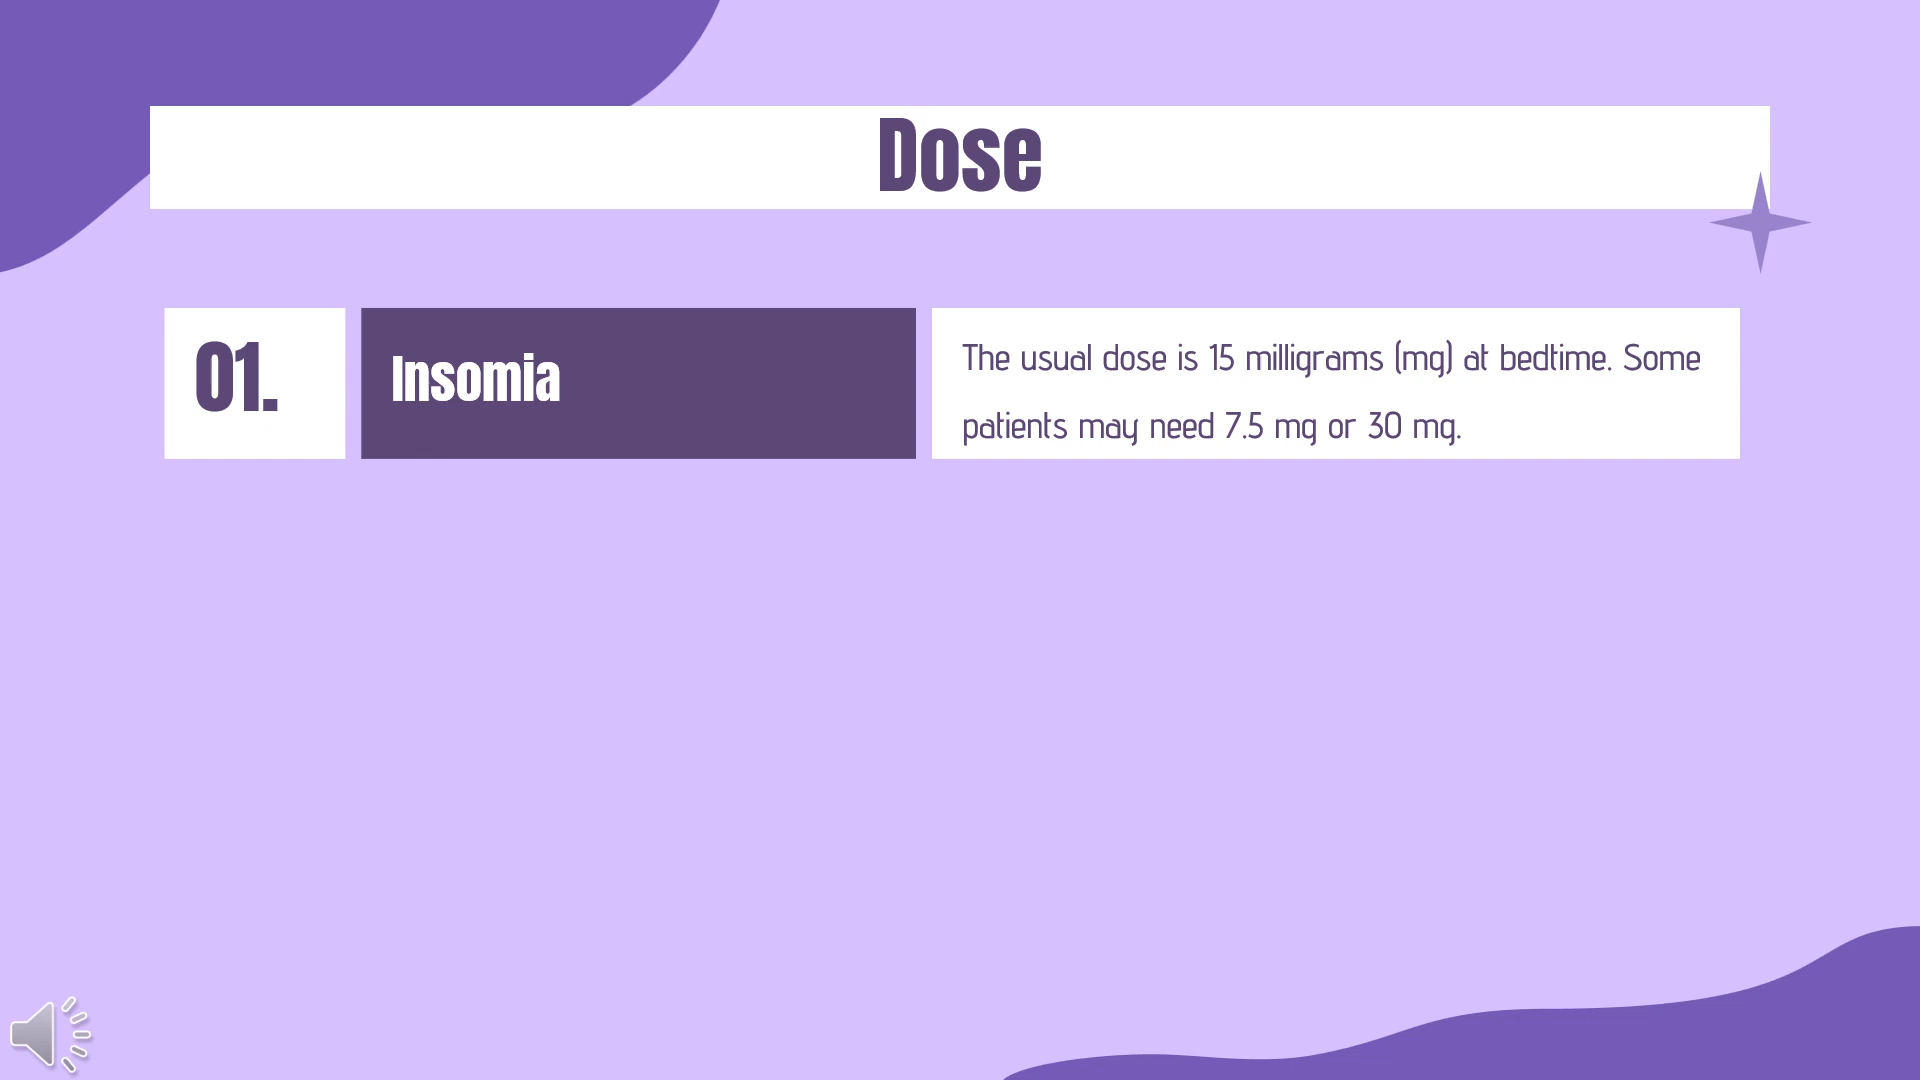 Dose
01.
Insomia
The usual dose is 15 milligrams (mg) at bedtime. Some
patients may need 7.5 mg or 30 mg.